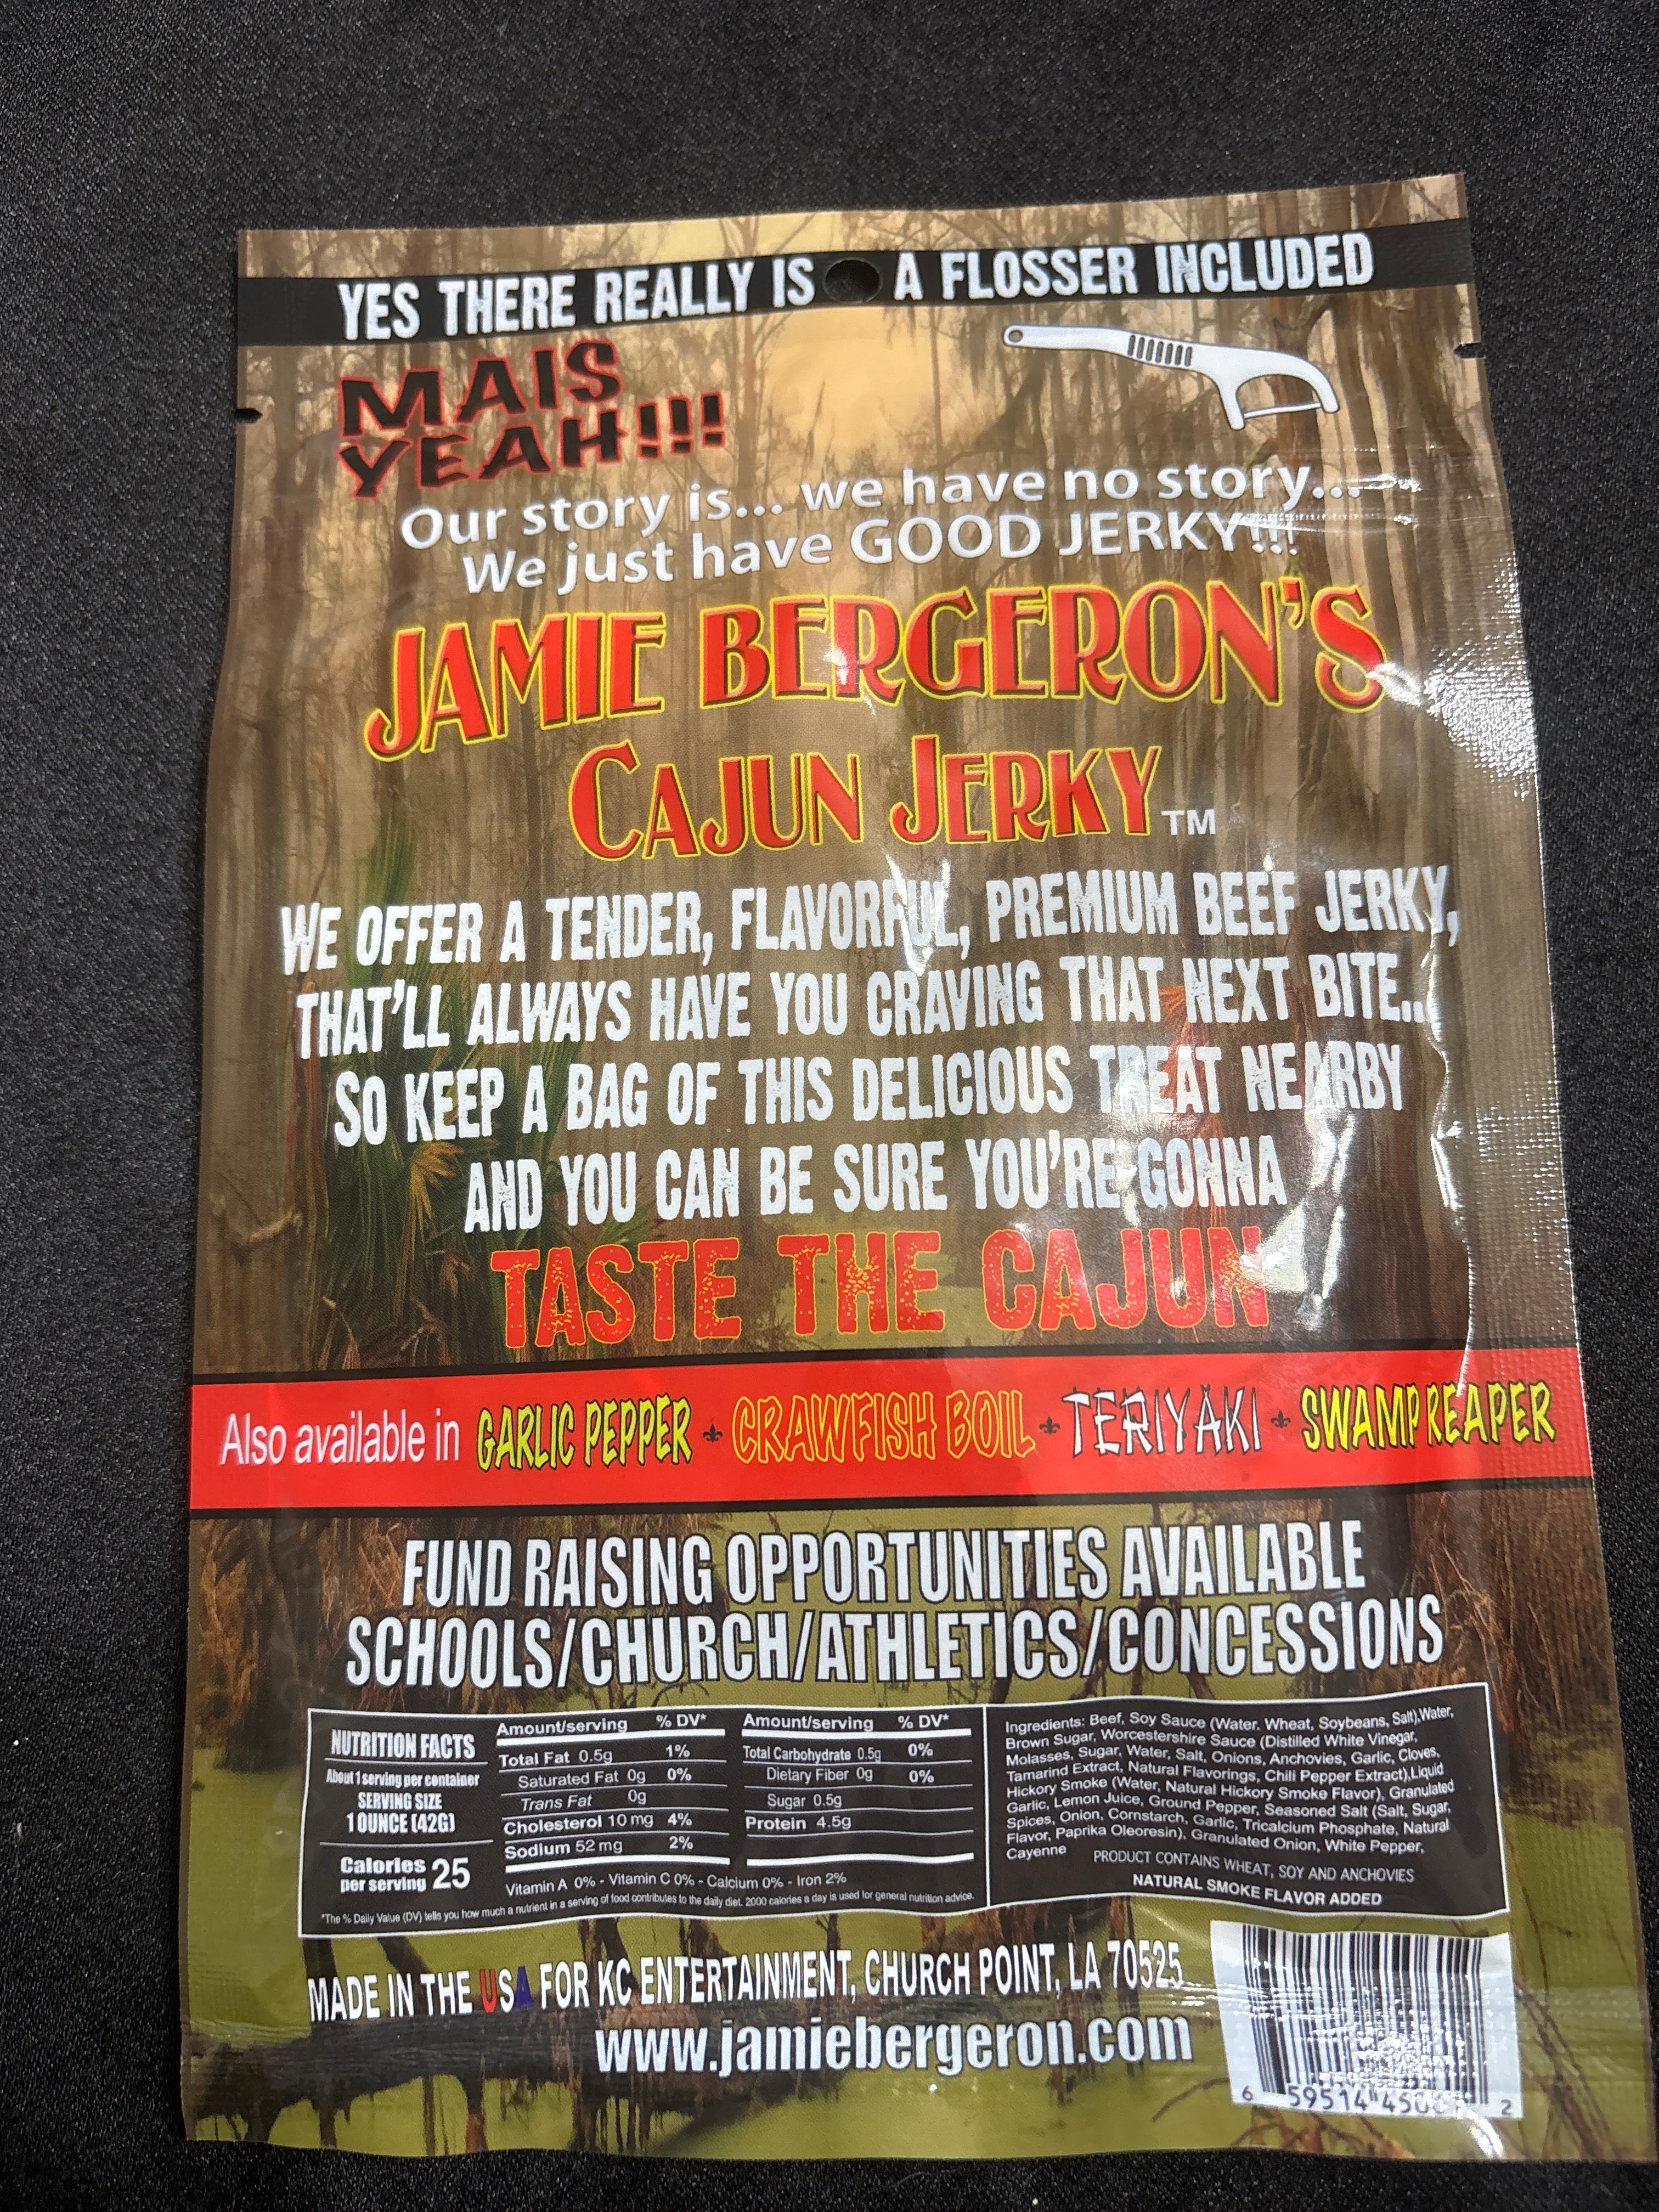 YES THERE REALLY IS A FLOSSER INCLUDED
MAIS
YEAH!!!
Our story is... we have no story...
We just have GOOD JERKY!!!
JAMIE BERGERON'S
CAJUN JERKY TM
WE OFFER A TENDER, FLAVORFUL, PREMIUM BEEF JERKY,
THAT'LL ALWAYS HAVE YOU CRAVING THAT NEXT BITE...
SO KEEP A BAG OF THIS DELICIOUS TREAT NEARBY
AND YOU CAN BE SURE YOU'RE GONNA
TASTE THE CAJUN
Also available in GARLIC PEPPER CRAWFISH BOIL TERIYAKI SWAMP REAPER
FUND RAISING OPPORTUNITIES AVAILABLE
SCHOOLS/CHURCH/ATHLETICS/CONCESSIONS
NUTRITION FACTS
About 1 serving per container
SERVING SIZE
1 OUNCE (42G)
Calories
per serving 25
Amount/serving % DV*
Total Fat 0.5g 1%
Saturated Fat 0g 0%
Trans Fat 0g
Cholesterol 10 mg 4%
Sodium 52 mg 2%
Amount/serving % DV*
Total Carbohydrate 0.5g 0%
Dietary Fiber 0g 0%
Sugar 0.5g
Protein 4.5g
Vitamin A 0% - Vitamin C 0% - Calcium 0% - Iron 2%
*The % Daily Value (DV) tells you how much a nutrient in a serving of food contributes to the daily diet. 2000 calories a day is used for general nutrition advice.
Ingredients: Beef, Soy Sauce (Water. Wheat, Soybeans, Salt),Water,
Brown Sugar, Worcestershire Sauce (Distilled White Vinegar,
Molasses, Sugar, Water, Salt, Onions, Anchovies, Garlic, Cloves,
Tamarind Extract, Natural Flavorings, Chili Pepper Extract),Liquid
Hickory Smoke (Water, Natural Hickory Smoke Flavor), Granulated
Garlic, Lemon Juice, Ground Pepper, Seasoned Salt (Salt, Sugar,
Spices, Onion, Cornstarch, Garlic, Tricalcium Phosphate, Natural
Flavor, Paprika Oleoresin), Granulated Onion, White Pepper,
Cayenne
PRODUCT CONTAINS WHEAT, SOY AND ANCHOVIES
NATURAL SMOKE FLAVOR ADDED
MADE IN THE USA FOR KC ENTERTAINMENT, CHURCH POINT, LA 70525
www.jamiebergeron.com
6 59514 2